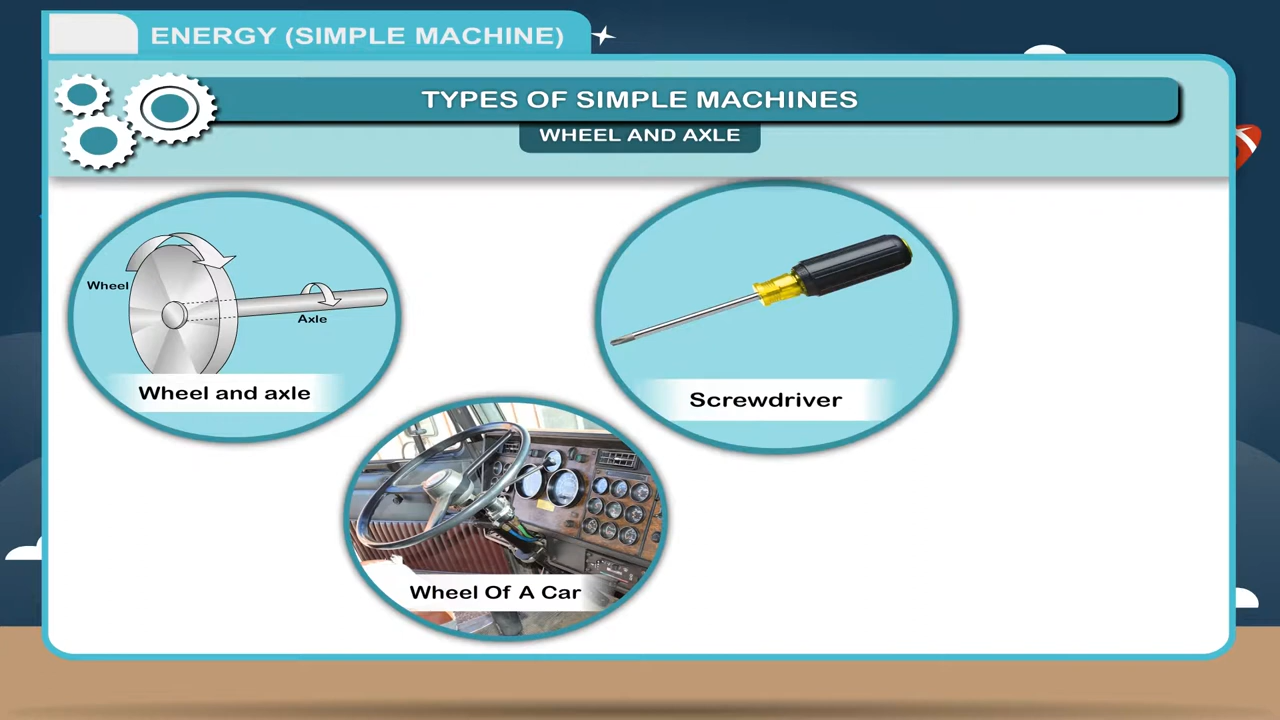 ENERGY (SIMPLE MACHINE)
TYPES OF SIMPLE MACHINES
WHEEL AND AXLE
Wheel
Axle
Wheel and axle
Screwdriver
Wheel Of A Car